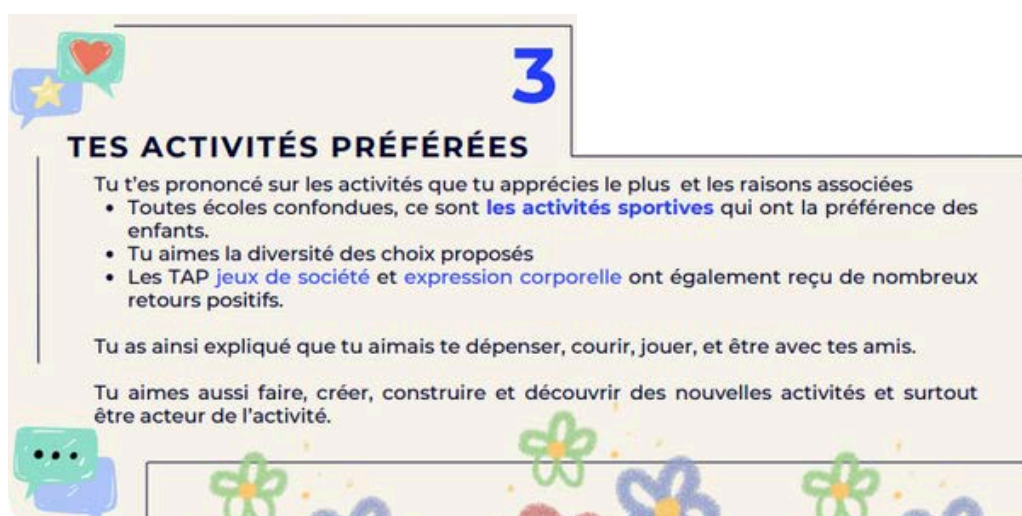 3
TES ACTIVITÉS PRÉFÉRÉES
Tu t'es prononcé sur les activités que tu apprécies le plus et les raisons associées
• Toutes écoles confondues, ce sont les activités sportives qui ont la préférence des
enfants.
• Tu aimes la diversité des choix proposés
• Les TAP jeux de société et expression corporelle ont également reçu de nombreux
retours positifs.
Tu as ainsi expliqué que tu aimais te dépenser, courir, jouer, et être avec tes amis.
Tu aimes aussi faire, créer, construire et découvrir des nouvelles activités et surtout
être acteur de l'activité.